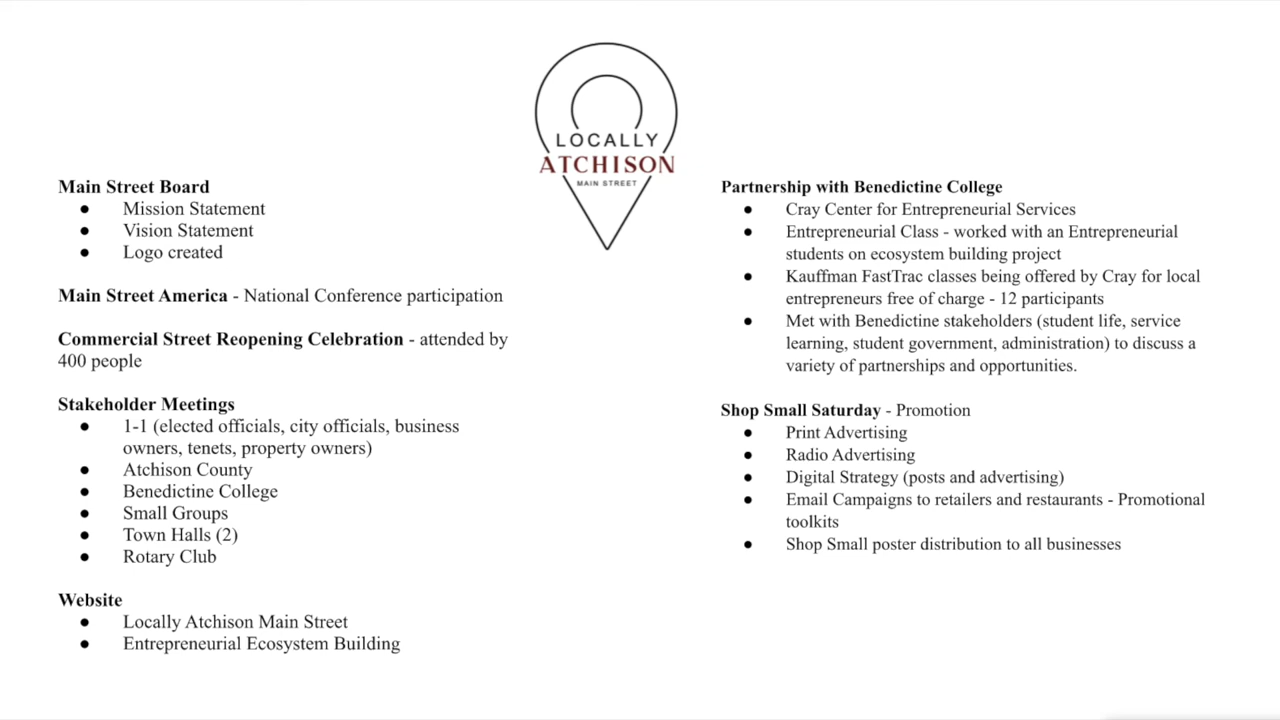 LOCALLY
ATCHISON
MAIN STREET
Main Street Board
● Mission Statement
● Vision Statement
● Logo created
Main Street America - National Conference participation
Commercial Street Reopening Celebration - attended by
400 people
Stakeholder Meetings
● 1-1 (elected officials, city officials, business
owners, tenets, property owners)
● Atchison County
● Benedictine College
● Small Groups
● Town Halls (2)
● Rotary Club
Website
● Locally Atchison Main Street
● Entrepreneurial Ecosystem Building
Partnership with Benedictine College
● Cray Center for Entrepreneurial Services
● Entrepreneurial Class - worked with an Entrepreneurial
students on ecosystem building project
● Kauffman FastTrac classes being offered by Cray for local
entrepreneurs free of charge - 12 participants
● Met with Benedictine stakeholders (student life, service
learning, student government, administration) to discuss a
variety of partnerships and opportunities.
Shop Small Saturday - Promotion
● Print Advertising
● Radio Advertising
● Digital Strategy (posts and advertising)
● Email Campaigns to retailers and restaurants - Promotional
toolkits
● Shop Small poster distribution to all businesses